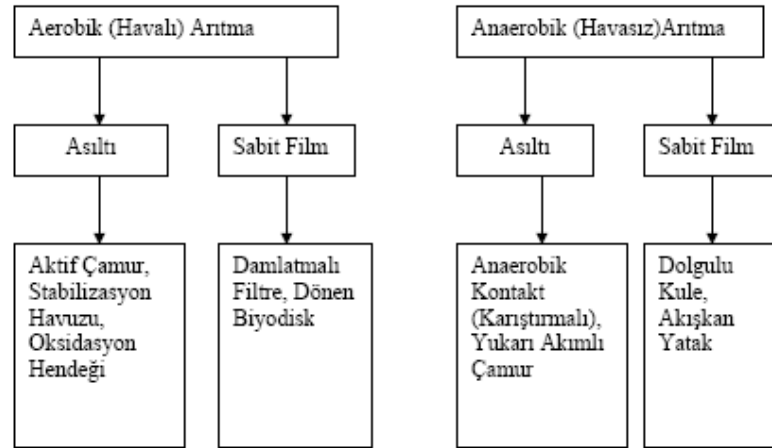 Aerobik (Havalı) Arıtma
Anaerobik (Havasız)Arıtma
Asıltı
Sabit Film
Asıltı
Sabit Film
Aktif Çamur,
Stabilizasyon
Havuzu,
Oksidasyon
Hendeği
Damlatmalı
Filtre, Dönen
Biyodisk
Anaerobik
Kontakt
(Karıştırmalı),
Yukarı Akımlı
Çamur
Dolgulu
Kule,
Akışkan
Yatak